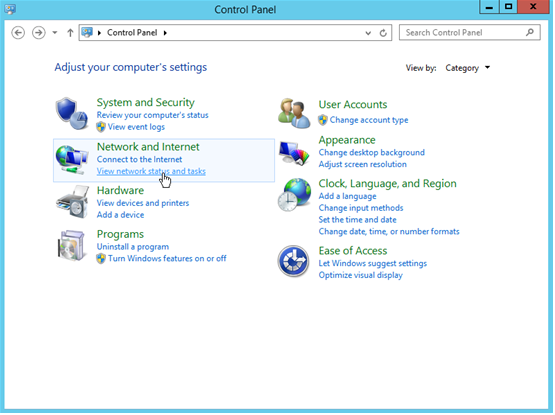 Control Panel
Control Panel
Search Control Panel
Adjust your computer's settings
View by: Category
System and Security
Review your computer's status
View event logs
Network and Internet
Connect to the Internet
View network status and tasks
Hardware
View devices and printers
Add a device
Programs
Uninstall a program
Turn Windows features on or off
User Accounts
Change account type
Appearance
Change desktop background
Adjust screen resolution
Clock, Language, and Region
Add a language
Change input methods
Set the time and date
Change date, time, or number formats
Ease of Access
Let Windows suggest settings
Optimize visual display